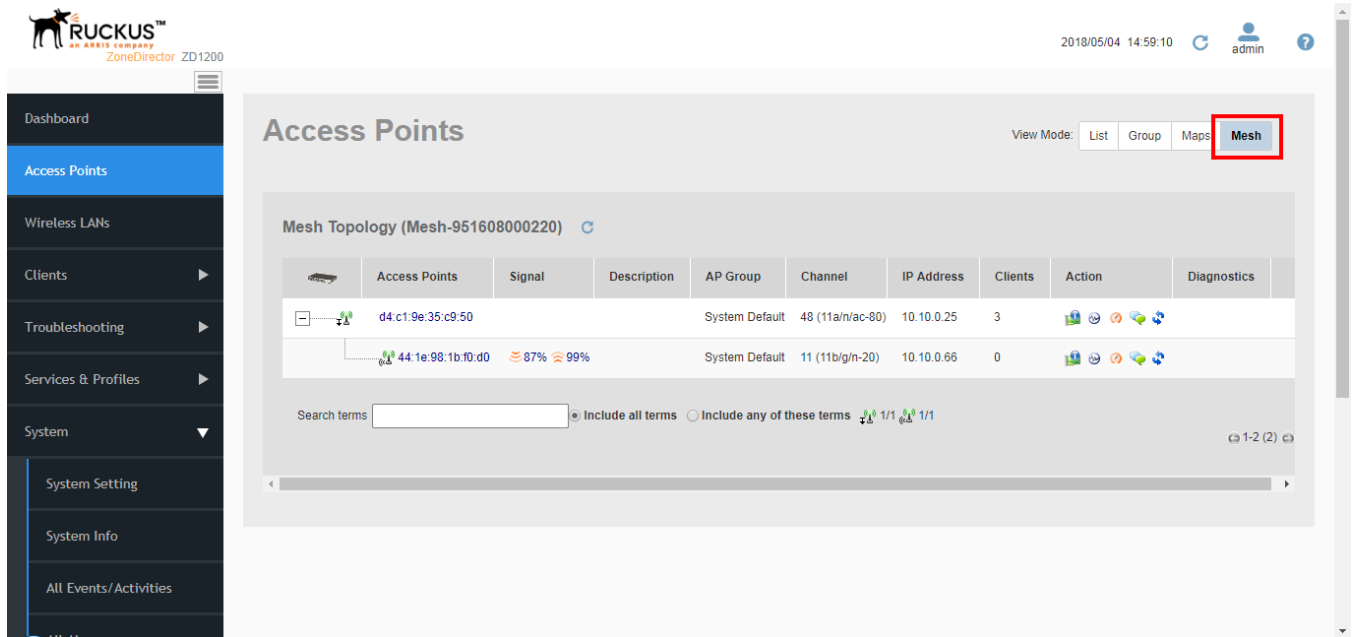 RUCKUS™
an ARRIS company
ZoneDirector ZD1200
2018/05/04 14:59:10
admin
?
Dashboard
Access Points
Wireless LANs
Clients
Troubleshooting
Services & Profiles
System
System Setting
System Info
All Events/Activities
Access Points
View Mode: List Group Maps Mesh
Mesh Topology (Mesh-951608000220)
Access Points Signal Description AP Group Channel IP Address Clients Action Diagnostics
d4:c1:9e:35:c9:50 System Default 48 (11a/n/ac-80) 10.10.0.25 3
44:1e:98:1b:f0:d0 87% 99% System Default 11 (11b/g/n-20) 10.10.0.66 0
Search terms Include all terms Include any of these terms 1/1 1/1
1-2 (2)